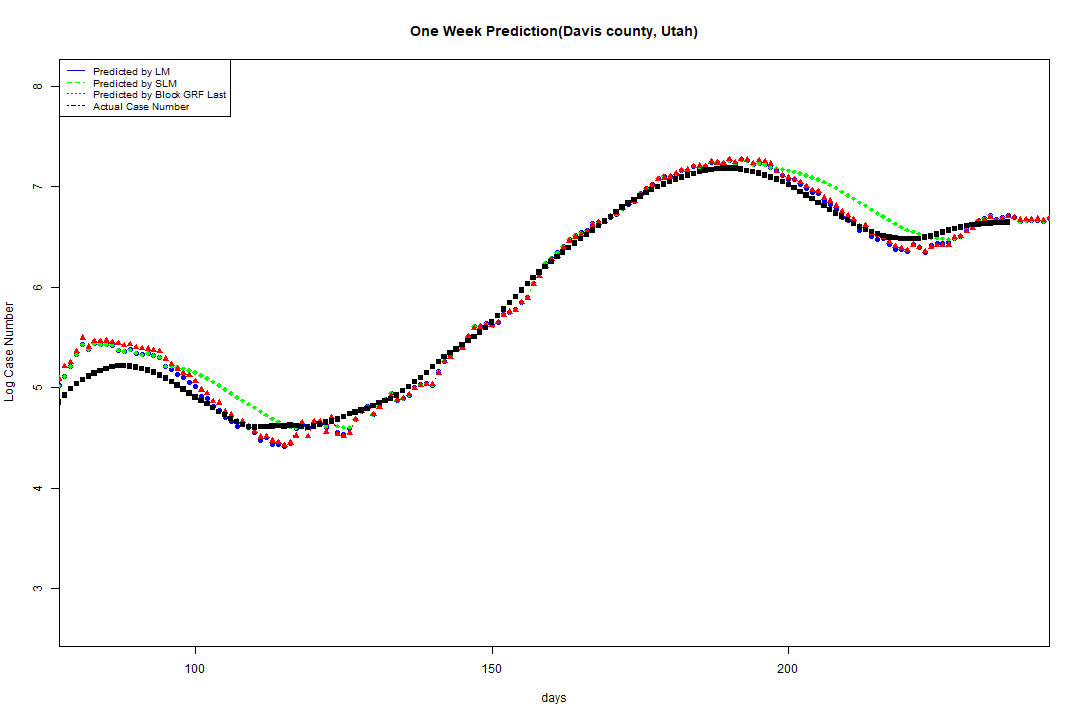 One Week Prediction(Davis county, Utah)
Predicted by LM
Predicted by SLM
Predicted by Block GRF Last
Actual Case Number
8
7
6
5
4
3
Log Case Number
100 150 200
days